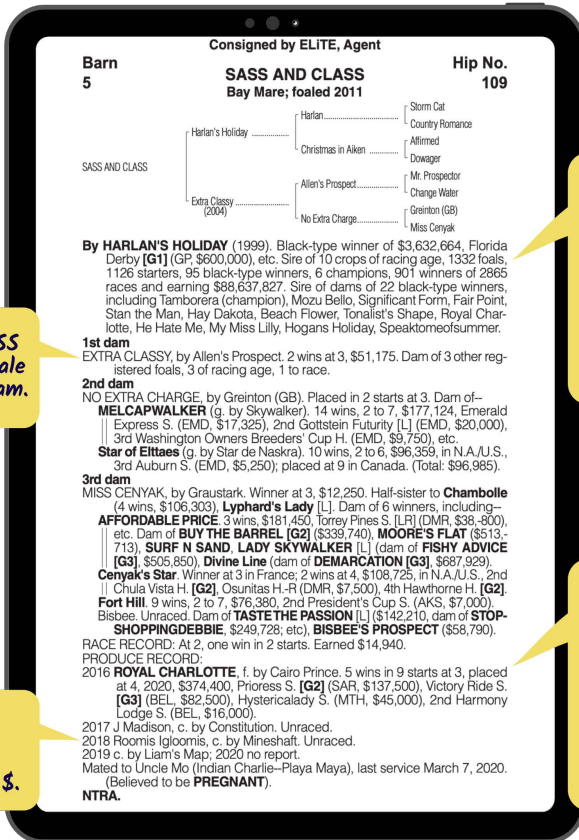 Consigned by ELiTE, Agent
Barn
5
SASS AND CLASS
Bay Mare; foaled 2011
Hip No.
109
SASS AND CLASS
Harlan's Holiday
Extra Classy
(2004)
Harlan
Christmas in Aiken
Allen's Prospect
No Extra Charge
Storm Cat
Country Romance
Affirmed
Dowager
Mr. Prospector
Change Water
Greinton (GB)
Miss Cenyak
By HARLAN'S HOLIDAY (1999). Black-type winner of $3,632,664, Florida
Derby [G1] (GP, $600,000), etc. Sire of 10 crops of racing age, 1332 foals,
1126 starters, 95 black-type winners, 6 champions, 901 winners of 2865
races and earning $88,637,827. Sire of dams of 22 black-type winners,
including Tamborera (champion), Mozu Bello, Significant Form, Fair Point,
Stan the Man, Hay Dakota, Beach Flower, Tonalist's Shape, Royal Char-
lotte, He Hate Me, My Miss Lilly, Hogans Holiday, Speaktomeofsumer.
1st dam
EXTRA CLASSY, by Allen's Prospect. 2 wins at 3, $51,175. Dam of 3 other reg-
istered foals, 3 of racing age, 1 to race.
2nd dam
NO EXTRA CHARGE, by Greinton (GB). Placed in 2 starts at 3. Dam of--
MELCAPWALKER (g. by Skywalker). 14 wins, 2 to 7, $177,124, Emerald
Express S. (EMD, $17,325), 2nd Gottstein Futurity [L] (EMD, $20,000),
3rd Washington Owners Breeders' Cup H. (EMD, $9,750), etc.
Star of Elttaes (g. by Star de Naskra). 10 wins, 2 to 6, $96,359, in N.A./U.S.,
3rd Auburn S. (EMD, $5,250); placed at 9 in Canada. (Total: $96,985).
3rd dam
MISS CENYAK, by Graustark. Winner at 3, $12,250. Half-sister to Chambolle
(4 wins, $106,303), Lyphard's Lady [L]. Dam of 6 winners, including--
AFFORDABLE PRICE. 3 wins, $181,450, Torrey Pines S. [LR] (DMR, $38,-800),
etc. Dam of BUY THE BARREL [G2] ($339,740), MOORE'S FLAT ($513,-
713), SURF N SAND, LADY SKYWALKER [L] (dam of FISHY ADVICE
[G3], $505,850), Divine Line (dam of DEMARCATION [G3], $687,929).
Cenyak's Star. Winner at 3 in France; 2 wins at 4, $108,725, in N.A./U.S., 2nd
Chula Vista H. [G2], Osunitas H.-R (DMR, $7,500), 4th Hawthorne H. [G2].
Fort Hill. 9 wins, 2 to 7, $76,380, 2nd President's Cup S. (AKS, $7,000).
Bisbee. Unraced. Dam of TASTE THE PASSION [L] ($142,210, dam of STOP-
SHOPPINGDEBBIE, $249,728; etc), BISBEE'S PROSPECT ($58,790).
RACE RECORD: At 2, one win in 2 starts. Earned $14,940.
PRODUCE RECORD:
2016 ROYAL CHARLOTTE, f. by Cairo Prince. 5 wins in 9 starts at 3, placed
at 4, 2020, $374,400, Prioress S. [G2] (SAR, $137,500), Victory Ride S.
[G3] (BEL, $82,500), Hystericalady S. (MTH, $45,000), 2nd Harmony
Lodge S. (BEL, $16,000).
2017 J Madison, c. by Constitution. Unraced.
2018 Roomis Igloomis, c. by Mineshaft. Unraced.
2019 c. by Liam's Map; 2020 no report.
Mated to Uncle Mo (Indian Charlie--Playa Maya), last service March 7, 2020.
(Believed to be PREGNANT).
NTRA.
SS
ale
am.
$.